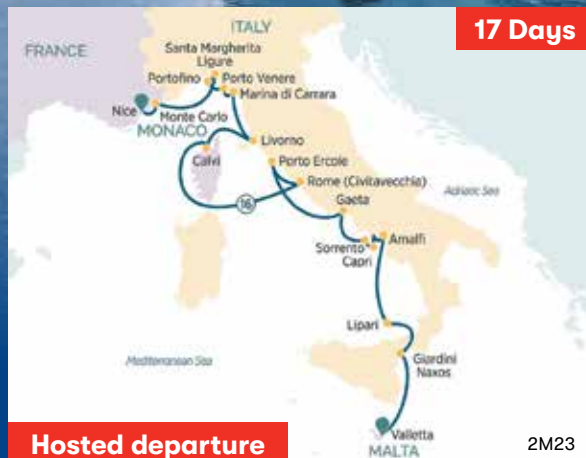 17 Days
ITALY
FRANCE
Santa Margherita
Ligure
Portofino
Porto Venere
Marina di Carrara
Nice
Monte Carlo
MONACO
Livorno
Calvi
Porto Ercole
Rome (Civitavecchia)
16
Gaeta
Adriatic Sea
Amalfi
Sorrento
Capri
Lipari
Giardini
Naxos
Mediterranean Sea
Valletta
MALTA
Hosted departure
2M23